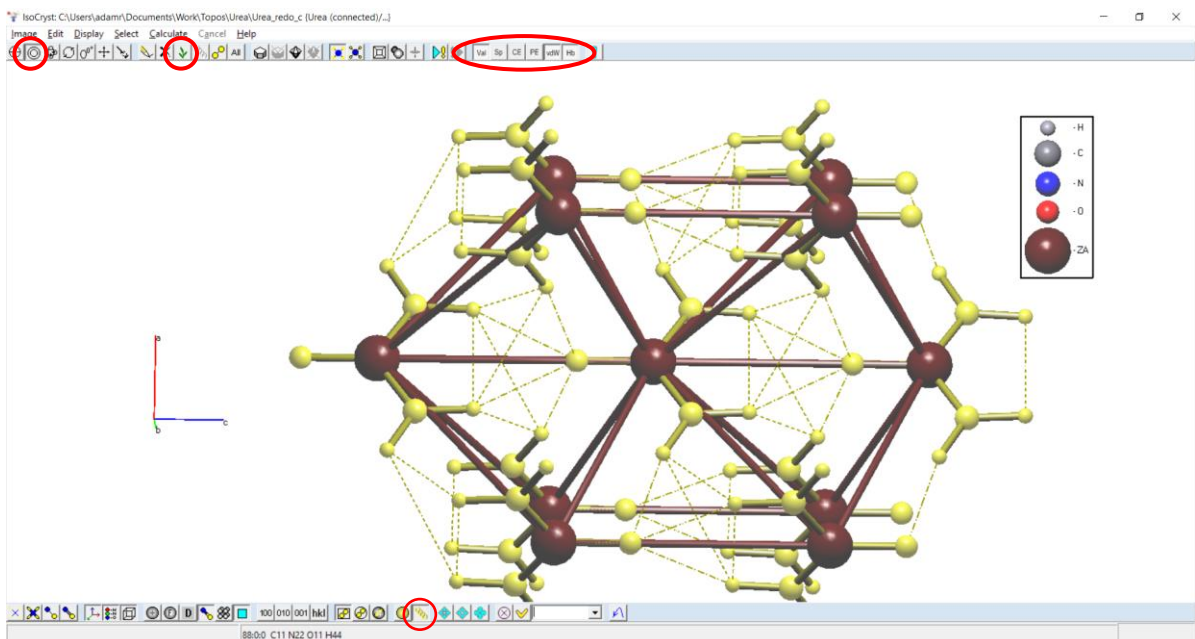 IsoCryst: C:\Users\adamr\Documents\Work\Topos\Urea\Urea_redo_c {Urea (connected)/...}
Image Edit Display Select Calculate Cancel Help
All Val Sp CE PE vdW Hb
-H
-C
-N
-O
-ZA
a
c
b
D 100 010 001 hkl
88:0:0 C11 N22 O11 H44